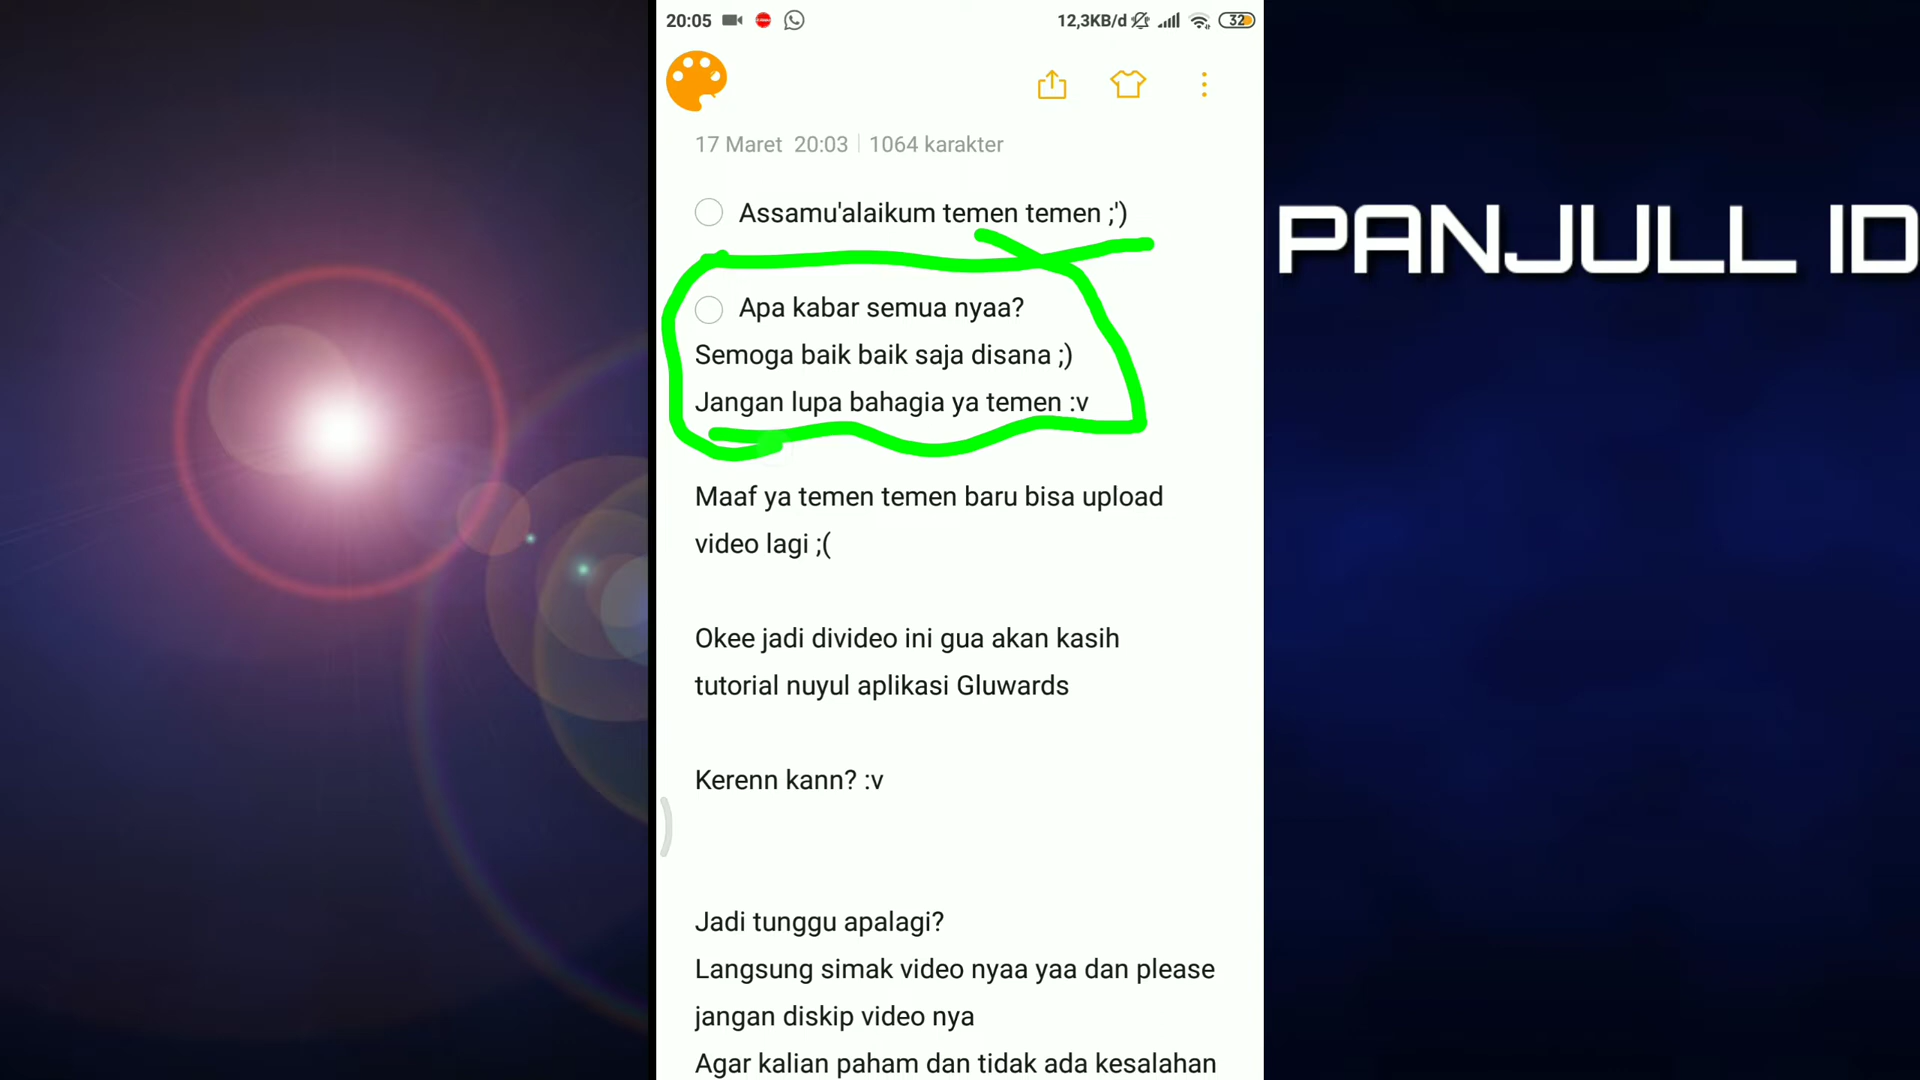 20:05
12,3KB/d
32
17 Maret 20:03 | 1064 karakter
Assamu'alaikum temen temen ;')
Apa kabar semua nyaa?
Semoga baik baik saja disana ;)
Jangan lupa bahagia ya temen :v
Maaf ya temen temen baru bisa upload
video lagi ;(
Okee jadi divideo ini gua akan kasih
tutorial nuyul aplikasi Gluwards
Kerenn kann? :v
Jadi tunggu apalagi?
Langsung simak video nyaa yaa dan please
jangan diskip video nya
Agar kalian paham dan tidak ada kesalahan
PANJULL ID